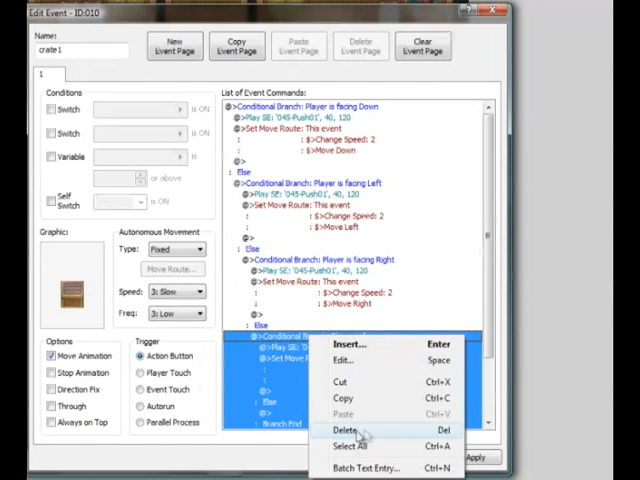 Edit Event - ID:010
Name:
crate1
New Event Page
Copy Event Page
Paste Event Page
Delete Event Page
Clear Event Page
1
Conditions
Switch
is ON
Switch
is ON
Variable
is
or above
Self Switch
is ON
Graphic:
Autonomous Movement
Type: Fixed
Move Route...
Speed: 3: Slow
Freq: 3: Low
Options
Move Animation
Stop Animation
Direction Fix
Through
Always on Top
Trigger
Action Button
Player Touch
Event Touch
Autorun
Parallel Process
List of Event Commands:
@>Conditional Branch: Player is facing Down
@>Play SE: '045-Push01', 40, 120
@>Set Move Route: This event
: : $>Change Speed: 2
: : $>Move Down
@>
: Else
@>Conditional Branch: Player is facing Left
@>Play SE: '045-Push01', 40, 120
@>Set Move Route: This event
: : $>Change Speed: 2
: : $>Move Left
@>
: Else
@>Conditional Branch: Player is facing Right
@>Play SE: '045-Push01', 40, 120
@>Set Move Route: This event
: : $>Change Speed: 2
: : $>Move Right
@>
: Else
@>Conditional B
@>Play SE: '0
@>Set Move R
:
:
@>
: Else
@>
: Branch End
Insert... Enter
Edit... Space
Cut Ctrl+X
Copy Ctrl+C
Paste Ctrl+V
Delete Del
Select All Ctrl+A
Batch Text Entry... Ctrl+N
Apply